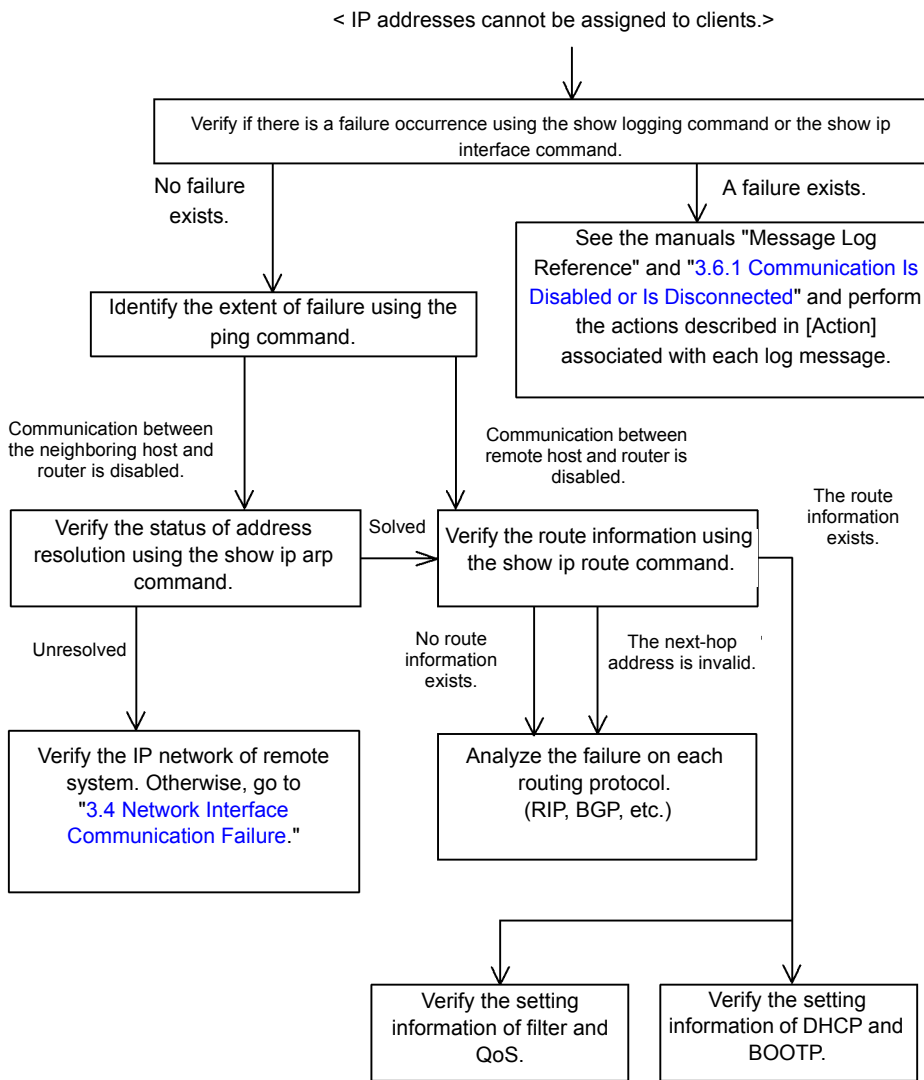 < IP addresses cannot be assigned to clients.>
Verify if there is a failure occurrence using the show logging command or the show ip
interface command.
No failure
exists.
A failure exists.
See the manuals "Message Log
Reference" and "3.6.1 Communication Is
Disabled or Is Disconnected" and perform
the actions described in [Action]
associated with each log message.
Identify the extent of failure using the
ping command.
Communication between
the neighboring host and
router is disabled.
Communication between
remote host and router is
disabled.
The route
information
exists.
Verify the status of address
resolution using the show ip arp
command.
Solved
Verify the route information using
the show ip route command.
Unresolved
No route
information
exists.
The next-hop
address is invalid.
Verify the IP network of remote
system. Otherwise, go to
"3.4 Network Interface
Communication Failure."
Analyze the failure on each
routing protocol.
(RIP, BGP, etc.)
Verify the setting
information of filter and
QoS.
Verify the setting
information of DHCP and
BOOTP.